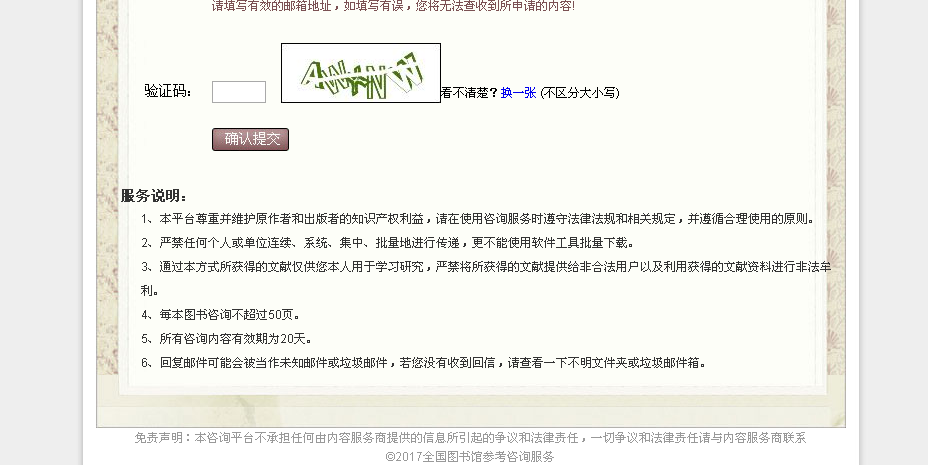 请填写有效的邮箱地址，如填写有误，您将无法查收到所申请的内容!
验证码： 看不清楚？换一张 (不区分大小写)
确认提交
服务说明：
1、本平台尊重并维护原作者和出版者的知识产权利益，请在使用咨询服务时遵守法律法规和相关规定，并遵循合理使用的原则。
2、严禁任何个人或单位连续、系统、集中、批量地进行传递，更不能使用软件工具批量下载。
3、通过本方式所获得的文献仅供您本人用于学习研究，严禁将所获得的文献提供给非合法用户以及利用获得的文献资料进行非法牟
利。
4、每本图书咨询不超过50页。
5、所有咨询内容有效期为20天。
6、回复邮件可能会被当作未知邮件或垃圾邮件，若您没有收到回信，请查看一下不明文件夹或垃圾邮件箱。
免责声明：本咨询平台不承担任何由内容服务商提供的信息所引起的争议和法律责任，一切争议和法律责任请与内容服务商联系
©2017全国图书馆参考咨询服务